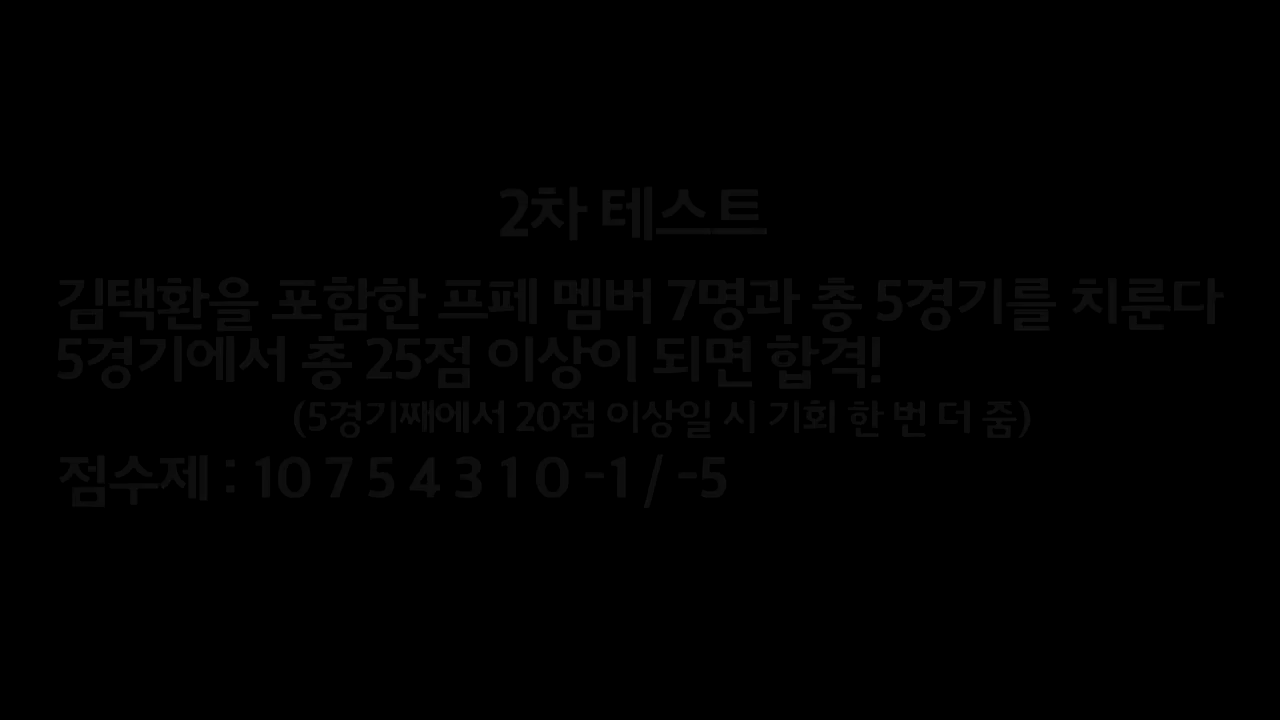 2차 테스트
김택환을 포함한 프페 멤버 7명과 총 5경기를 치룬다
5경기에서 총 25점 이상이 되면 합격!
(5경기째에서 20점 이상일 시 기회 한 번 더 줌)
점수제 : 10 7 5 4 3 1 0 -1 / -5